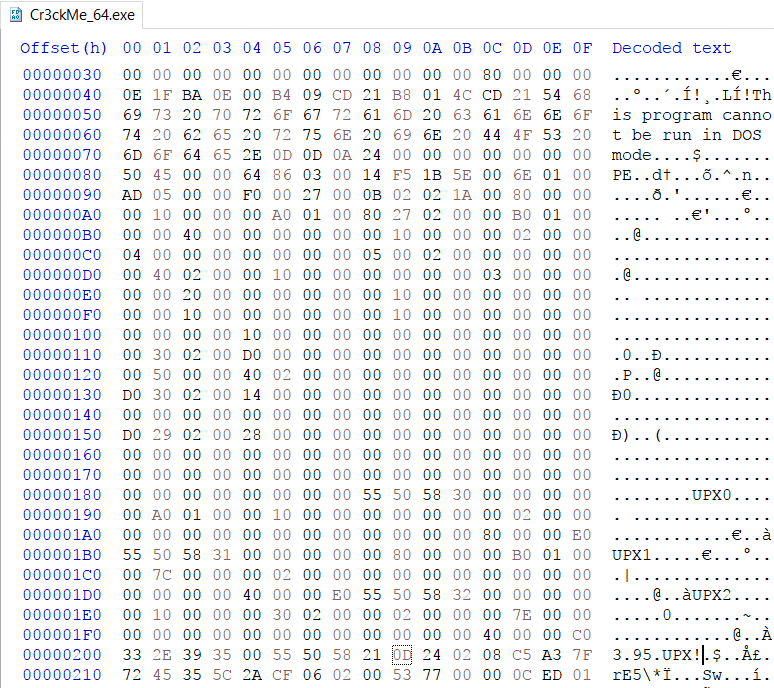 Cr3ckMe_64.exe
Offset(h) 00 01 02 03 04 05 06 07 08 09 0A 0B 0C 0D 0E 0F Decoded text
00000030 00 00 00 00 00 00 00 00 00 00 00 00 80 00 00 00 ............€...
00000040 0E 1F BA 0E 00 B4 09 CD 21 B8 01 4C CD 21 54 68 ..º..´.Í!¸.LÍ!Th
00000050 69 73 20 70 72 6F 67 72 61 6D 20 63 61 6E 6E 6F is program canno
00000060 74 20 62 65 20 72 75 6E 20 69 6E 20 44 4F 53 20 t be run in DOS
00000070 6D 6F 64 65 2E 0D 0D 0A 24 00 00 00 00 00 00 00 mode....$.......
00000080 50 45 00 00 64 86 03 00 14 F5 1B 5E 00 6E 01 00 PE..d†...õ.^.n..
00000090 AD 05 00 00 F0 00 27 00 0B 02 02 1A 00 80 00 00 ....ð.'......€..
000000A0 00 10 00 00 00 A0 01 00 80 27 02 00 00 B0 01 00 ..... ..€'...°..
000000B0 00 00 40 00 00 00 00 00 00 10 00 00 00 02 00 00 ..@.............
000000C0 04 00 00 00 00 00 00 00 05 00 02 00 00 00 00 00 ................
000000D0 00 40 02 00 00 10 00 00 00 00 00 00 03 00 00 00 .@..............
000000E0 00 00 20 00 00 00 00 00 00 10 00 00 00 00 00 00 .. .............
000000F0 00 00 10 00 00 00 00 00 00 10 00 00 00 00 00 00 ................
00000100 00 00 00 00 10 00 00 00 00 00 00 00 00 00 00 00 ................
00000110 00 30 02 00 D0 00 00 00 00 00 00 00 00 00 00 00 .0..Ð...........
00000120 00 50 00 00 40 02 00 00 00 00 00 00 00 00 00 00 .P..@...........
00000130 D0 30 02 00 14 00 00 00 00 00 00 00 00 00 00 00 Ð0..............
00000140 00 00 00 00 00 00 00 00 00 00 00 00 00 00 00 00 ................
00000150 D0 29 02 00 28 00 00 00 00 00 00 00 00 00 00 00 Ð)..(...........
00000160 00 00 00 00 00 00 00 00 00 00 00 00 00 00 00 00 ................
00000170 00 00 00 00 00 00 00 00 00 00 00 00 00 00 00 00 ................
00000180 00 00 00 00 00 00 00 00 55 50 58 30 00 00 00 00 ........UPX0....
00000190 00 A0 01 00 00 10 00 00 00 00 00 00 00 02 00 00 . ..............
000001A0 00 00 00 00 00 00 00 00 00 00 00 00 80 00 00 E0 ............€..à
000001B0 55 50 58 31 00 00 00 00 00 80 00 00 00 B0 01 00 UPX1.....€...°..
000001C0 00 7C 00 00 00 02 00 00 00 00 00 00 00 00 00 00 .|..............
000001D0 00 00 00 00 40 00 00 E0 55 50 58 32 00 00 00 00 ....@..àUPX2....
000001E0 00 10 00 00 00 30 02 00 00 02 00 00 00 7E 00 00 .....0.......~..
000001F0 00 00 00 00 00 00 00 00 00 00 00 00 40 00 00 C0 ............@..À
00000200 33 2E 39 35 00 55 50 58 21 0D 24 02 08 C5 A3 7F 3.95.UPX!.$..Å£.
00000210 72 45 35 5C 2A CF 06 02 00 53 77 00 00 0C ED 01 rE5\*Ï...Sw...í.